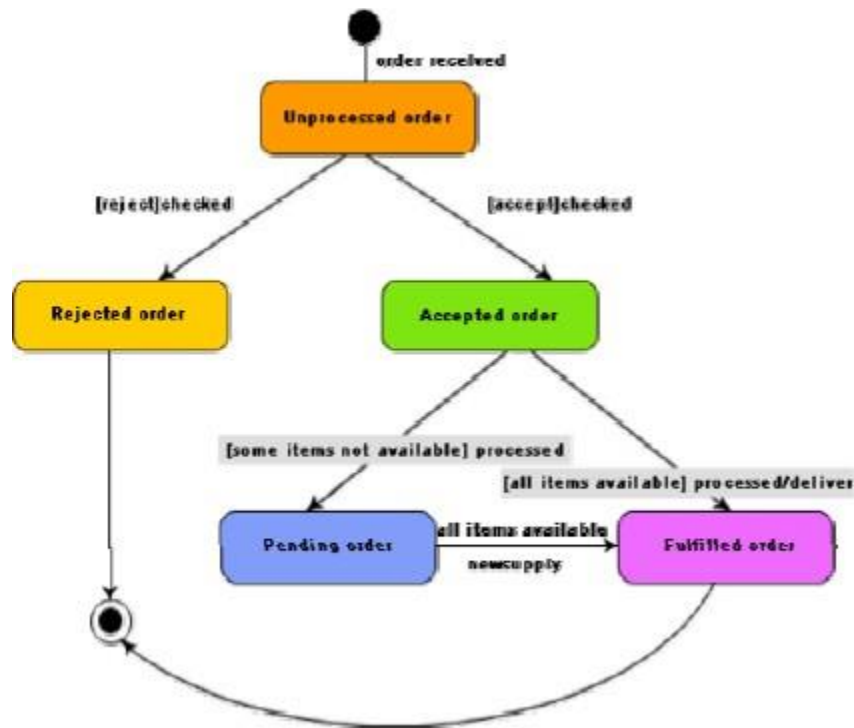 order received
Unprocessed order
[reject]checked
[accept]checked
Rejected order
Accepted order
[some items not available] processed
[all items available] processed/deliver
Pending order
all items available
newsupply
Fulfilled order